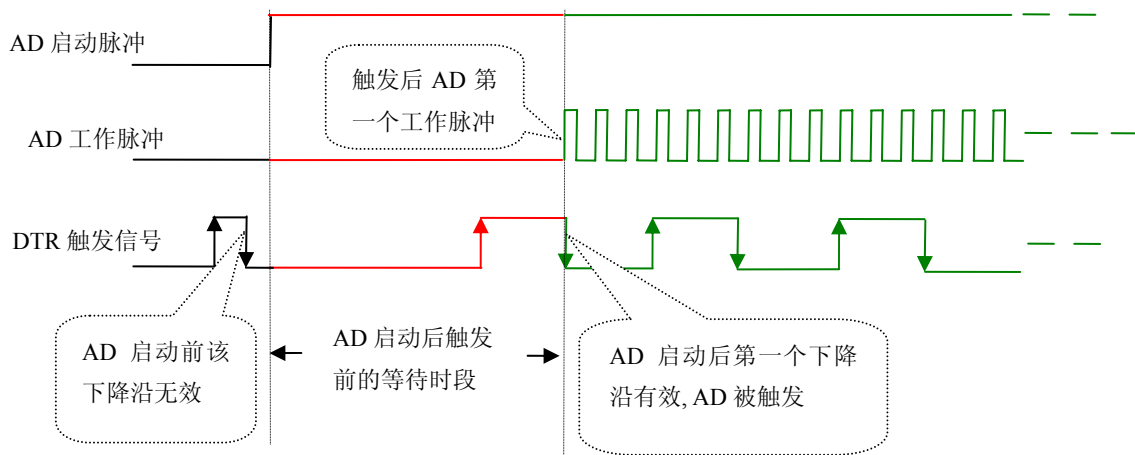 AD 启动脉冲
触发后 AD 第
一个工作脉冲
AD 工作脉冲
DTR 触发信号
AD 启动前该
下降沿无效
AD 启动后触发
前的等待时段
AD 启动后第一个下降
沿有效, AD 被触发